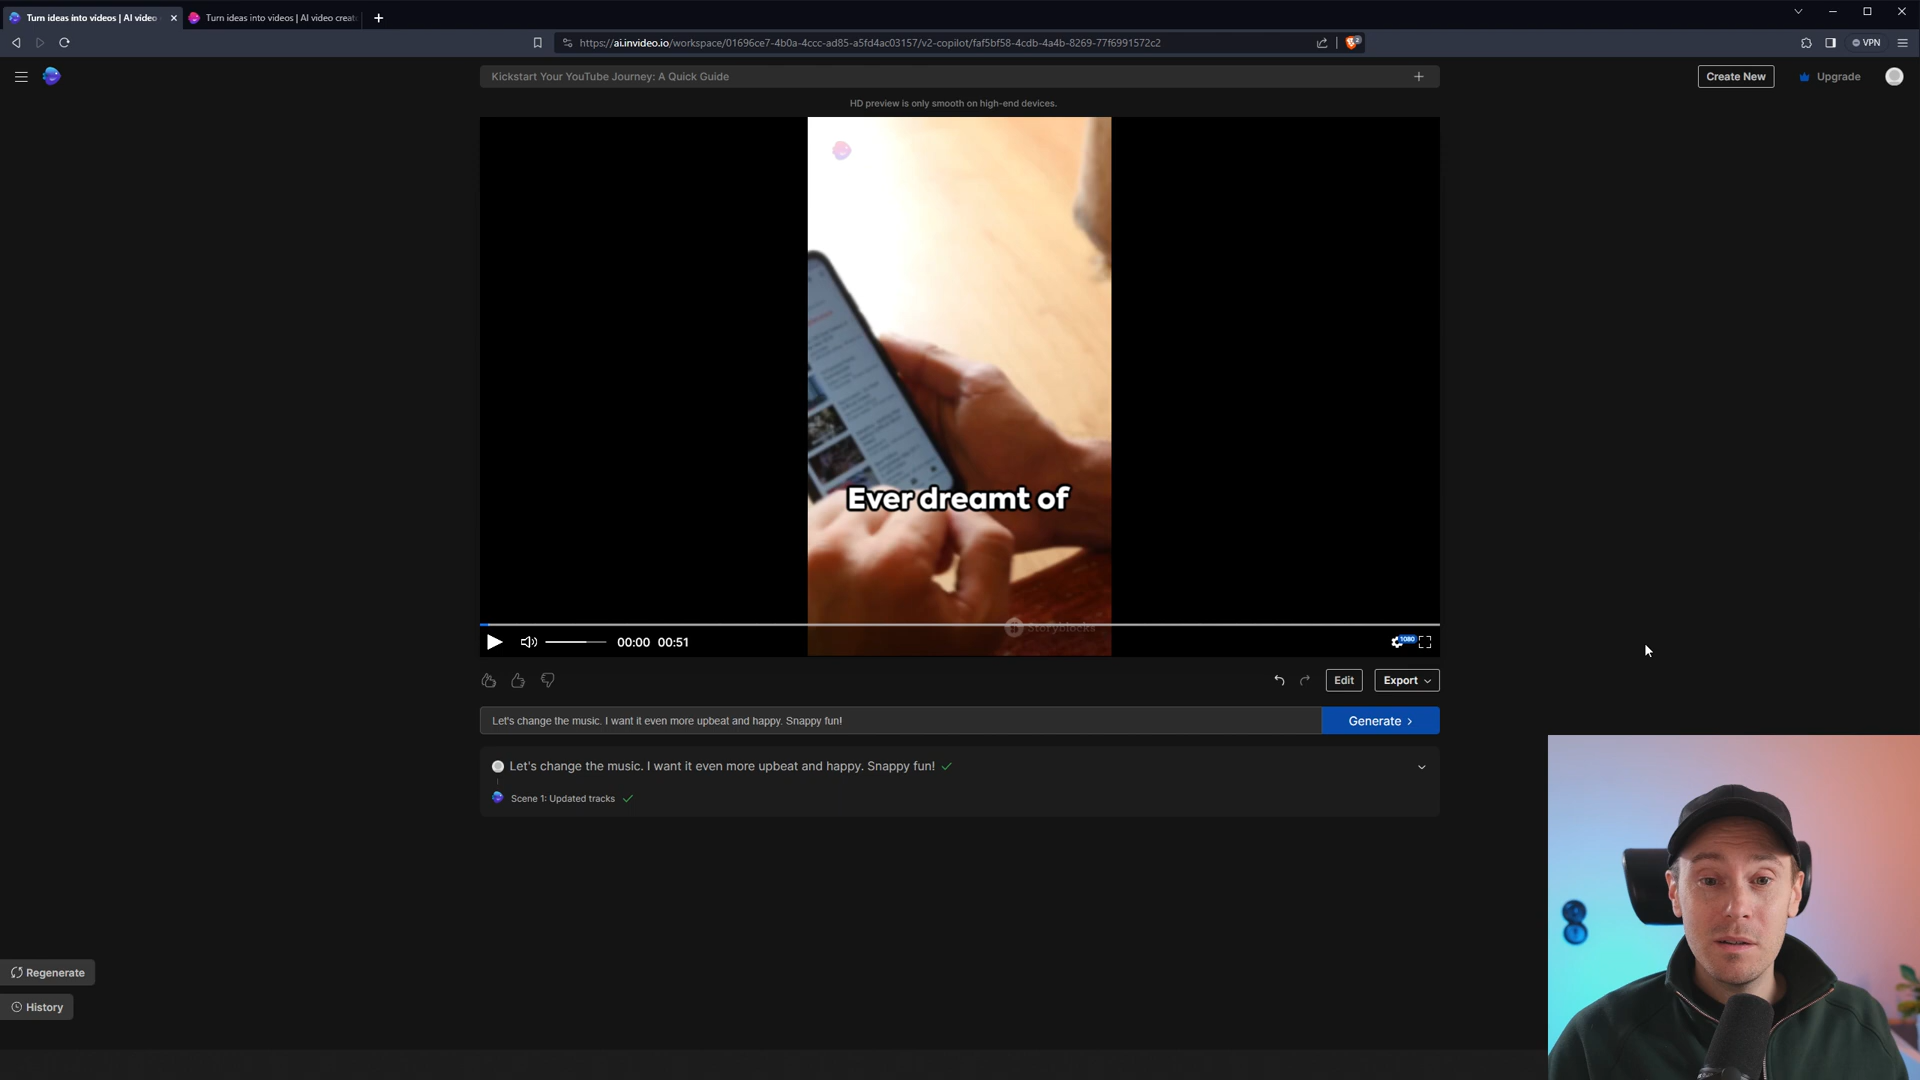 Turn ideas into videos | AI video
Turn ideas into videos | AI video creat
https://ai.invideo.io/workspace/01696ce7-4b0a-4ccc-ad85-a5fd4ac03157/v2-copilot/faf5bf58-4cdb-4a4b-8269-77f6991572c2
2
VPN
Kickstart Your YouTube Journey: A Quick Guide
Create New
Upgrade
HD preview is only smooth on high-end devices.
Ever dreamt of
Storyblocks
00:00 00:51
1080
Edit
Export
Let's change the music. I want it even more upbeat and happy. Snappy fun!
Generate >
Let's change the music. I want it even more upbeat and happy. Snappy fun!
Scene 1: Updated tracks
Regenerate
History